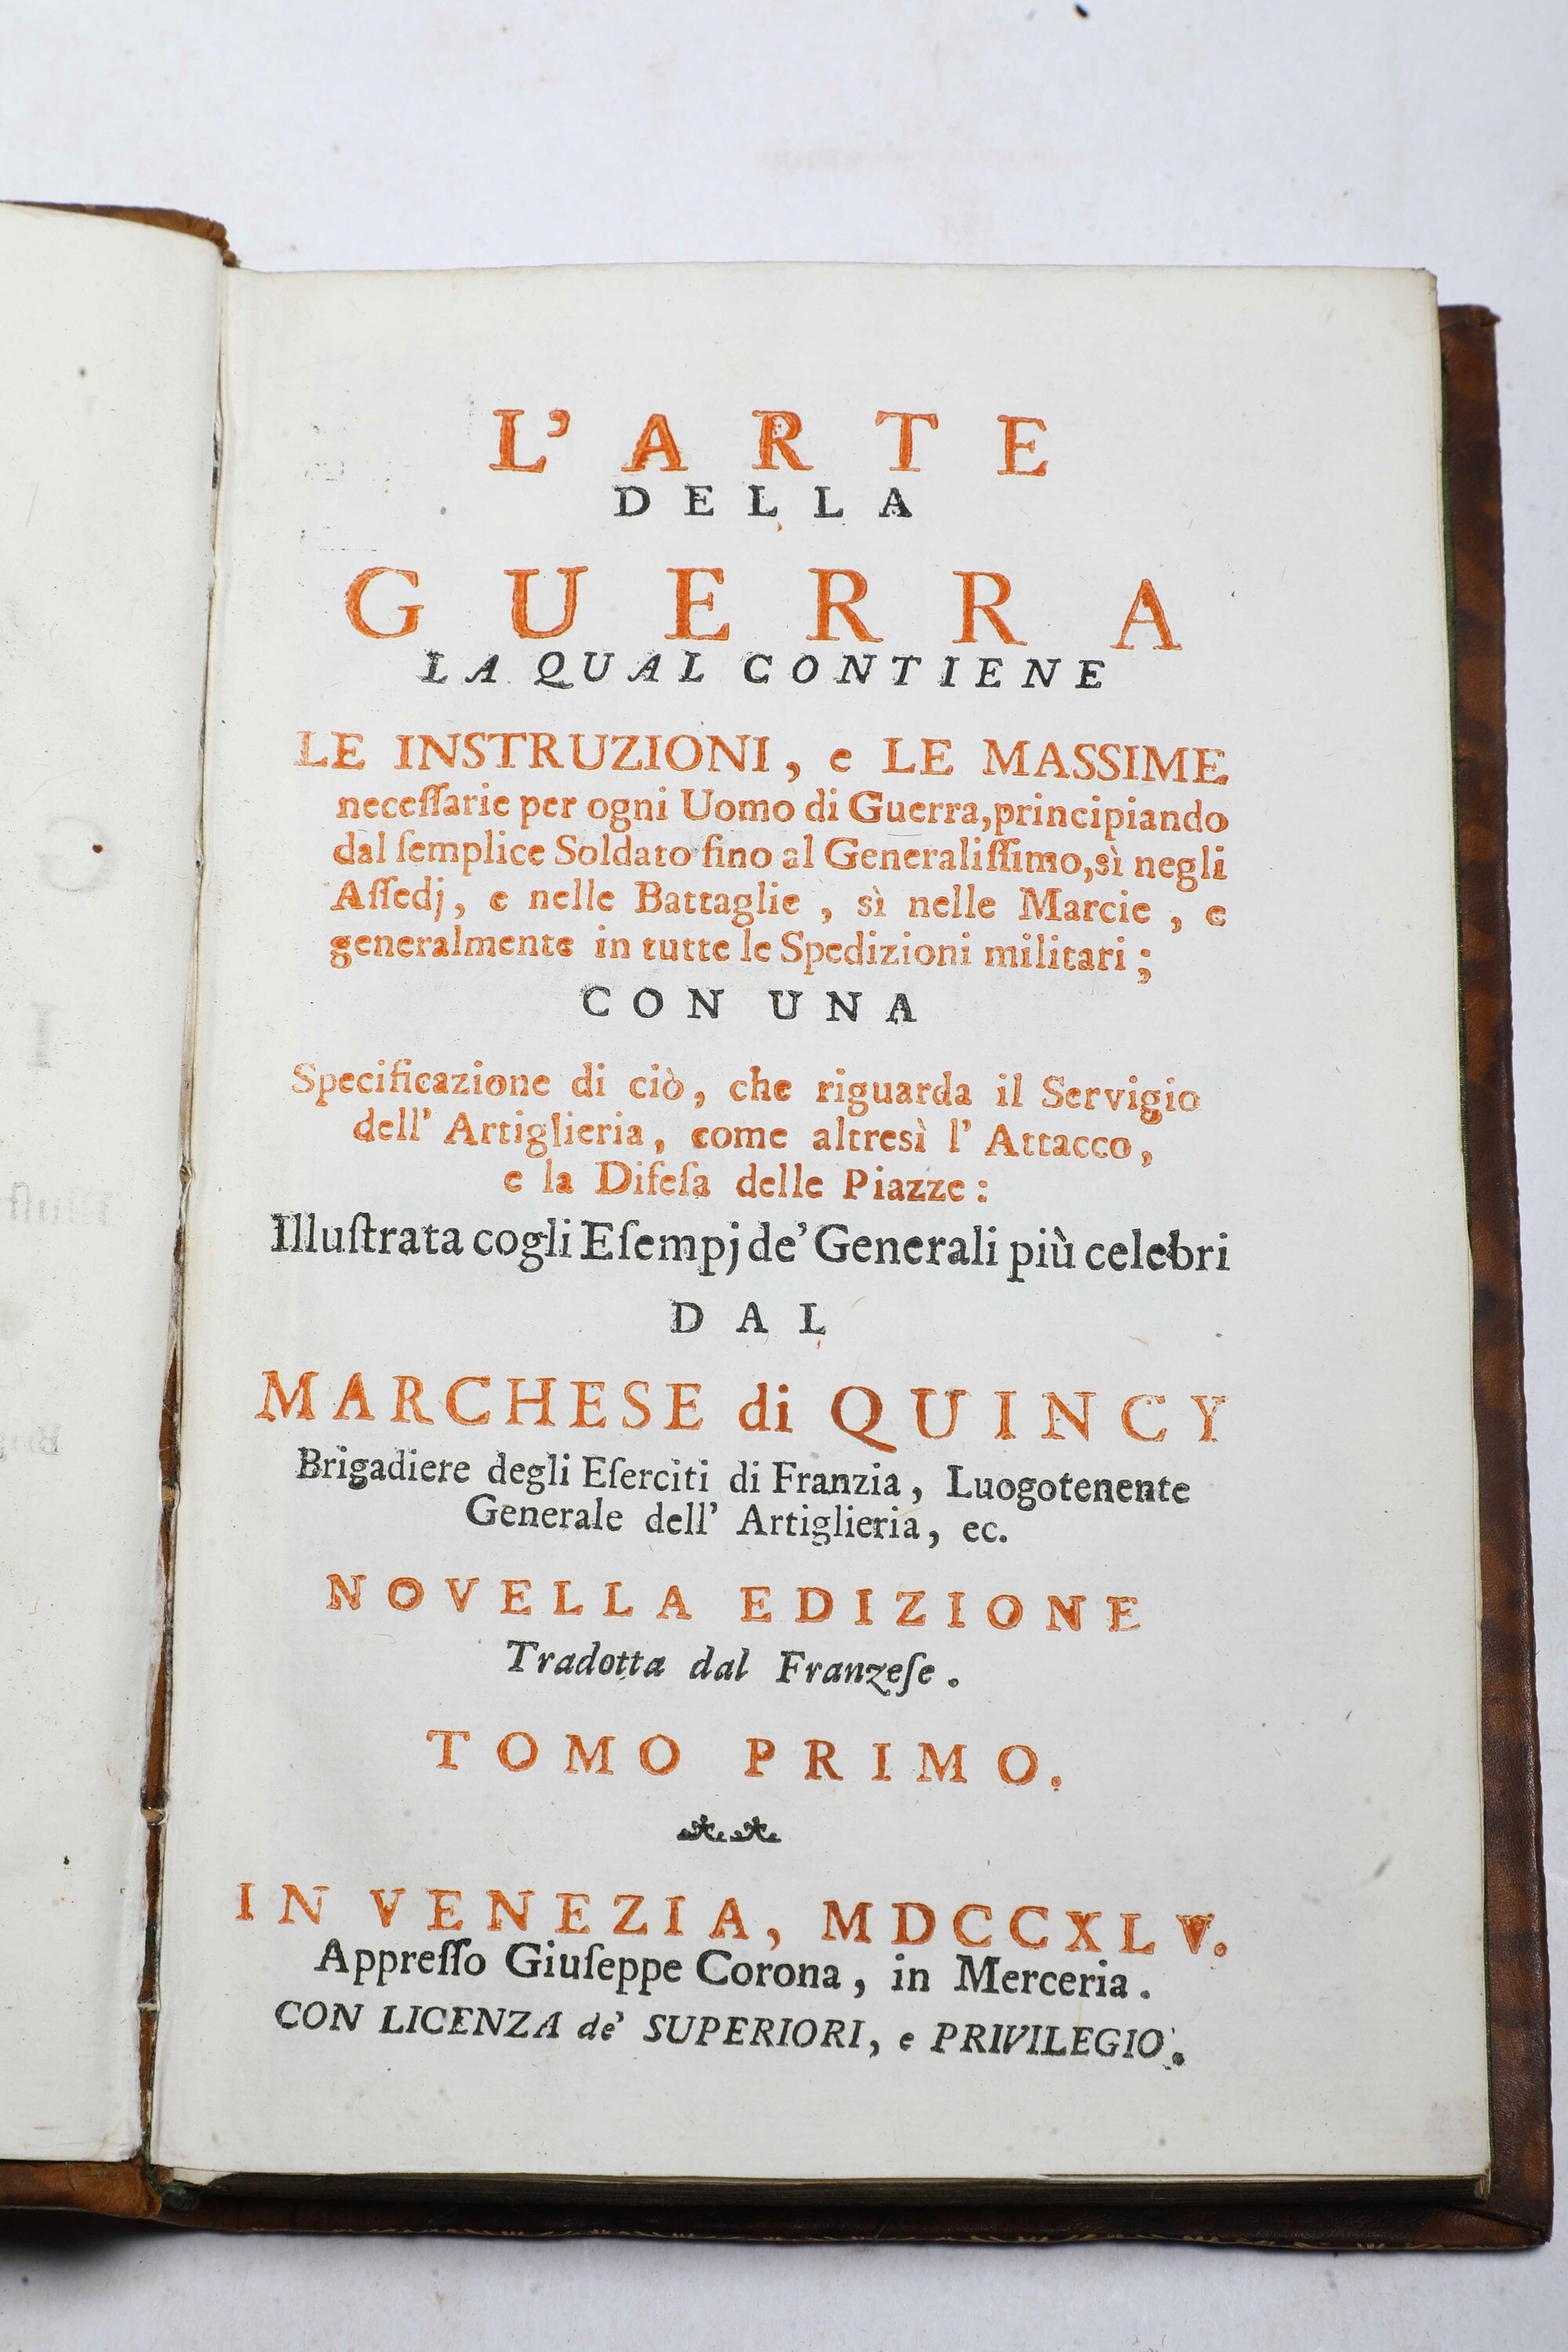 L' ARTE
DELLA
GUERRA
LA QUAL CONTIENE
LE INSTRUZIONI, e LE MASSIME
neceſſarie per ogni Uomo di Guerra, principiando
dal ſemplice Soldato fino al Generaliſſimo, sì negli
Aſſedj, e nelle Battaglie, sì nelle Marcie, e
generalmente in tutte le Spedizioni militari;
CON UNA
Specificazione di ciò, che riguarda il Servigio
dell' Artiglieria, come altresì l' Attacco,
e la Difeſa delle Piazze:
Illuſtrata cogli Eſempj de' Generali più celebri
DAL
MARCHESE di QUINCY
Brigadiere degli Eſerciti di Franzia, Luogotenente
Generale dell' Artiglieria, ec.
NOVELLA EDIZIONE
Tradotta dal Franzeſe.
TOMO PRIMO.
IN VENEZIA, MDCCXLV.
Appreſſo Giuſeppe Corona, in Merceria.
CON LICENZA de' SUPERIORI, e PRIVILEGIO.